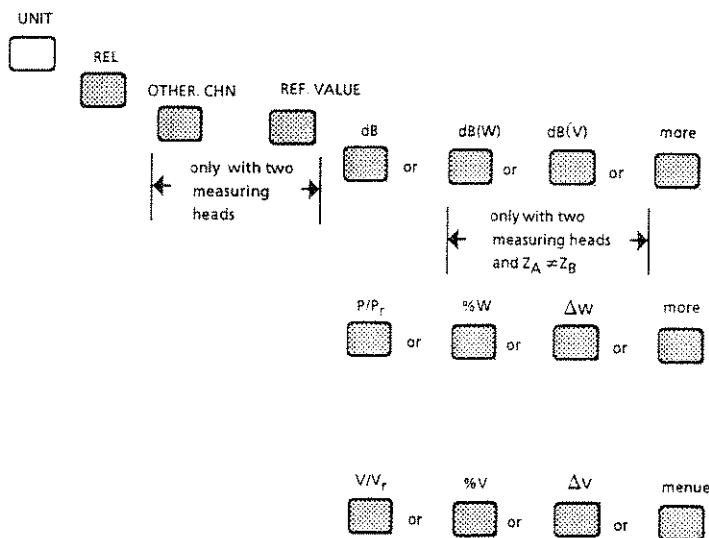 UNIT
REL
OTHER. CHN REF. VALUE
dB or dB(W) or dB(V) or more
only with two
measuring
heads
only with two
measuring heads
and Z_A ≠ Z_B
P/P_r or %W or ΔW or more
V/V_r or %V or ΔV or menue